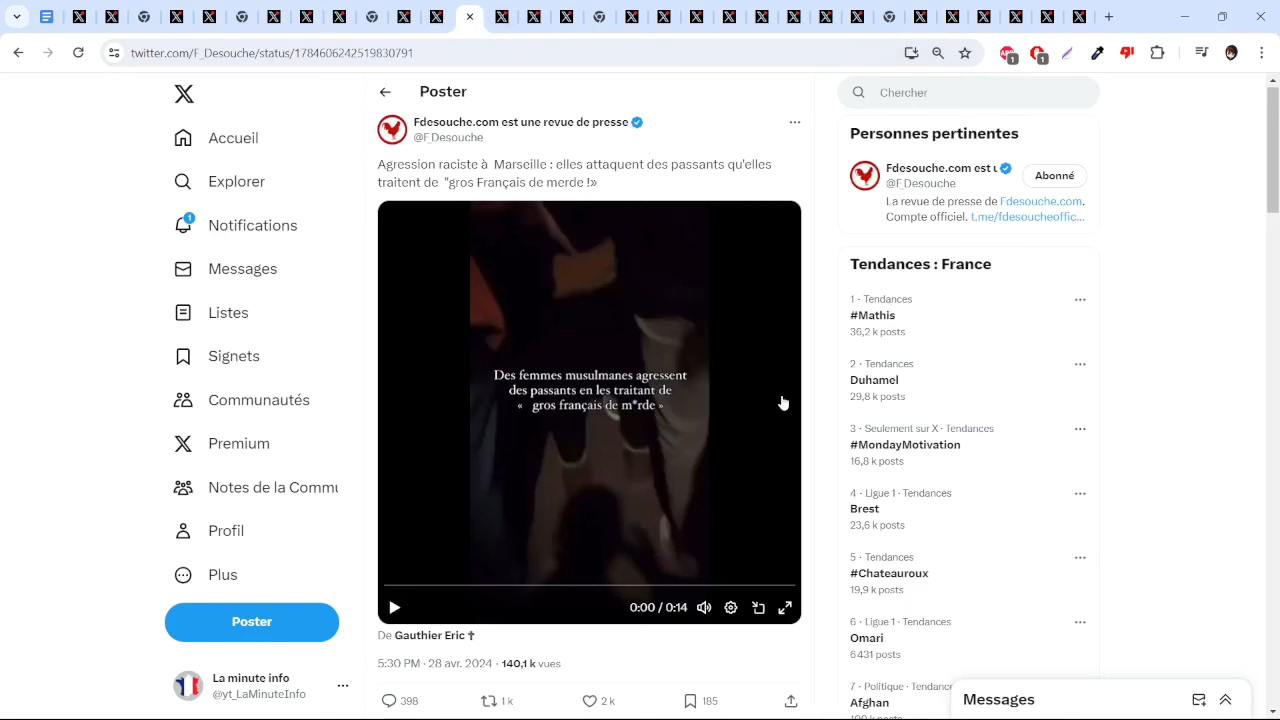 twitter.com/F_Desouche/status/1784606242519830791
1
1
Accueil
Explorer
1
Notifications
Messages
Listes
Signets
Communautés
Premium
Notes de la Commu
Profil
Plus
Poster
La minute info
@yt_LaMinuteInfo
Poster
Fdesouche.com est une revue de presse
@F_Desouche
Agression raciste à Marseille : elles attaquent des passants qu'elles
traitent de "gros Français de merde !»
Des femmes musulmanes agressent
des passants en les traitant de
« gros français de m*rde »
0:00 / 0:14
De Gauthier Eric ✝
5:30 PM · 28 avr. 2024 · 140,1 k vues
398
1 k
2 k
185
Chercher
Personnes pertinentes
Fdesouche.com est u
@F_Desouche
Abonné
La revue de presse de Fdesouche.com.
Compte officiel. t.me/fdesoucheoffic…
Tendances : France
1 · Tendances
#Mathis
36,2 k posts
2 · Tendances
Duhamel
29,8 k posts
3 · Seulement sur X · Tendances
#MondayMotivation
16,8 k posts
4 · Ligue 1 · Tendances
Brest
23,6 k posts
5 · Tendances
#Chateauroux
19,9 k posts
6 · Ligue 1 · Tendances
Omari
6 431 posts
7 · Politique · Tendance
Afghan
Messages